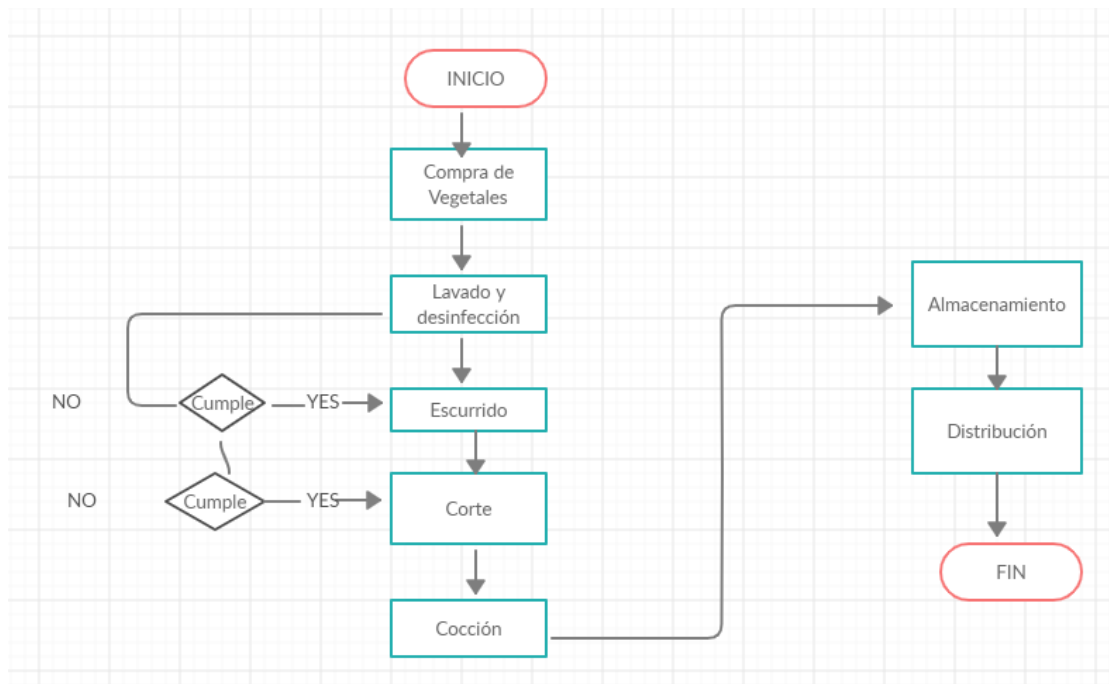 INICIO
Compra de
Vegetales
Lavado y
desinfección
NO
Cumple
YES
Escurrido
NO
Cumple
YES
Corte
Cocción
Almacenamiento
Distribución
FIN